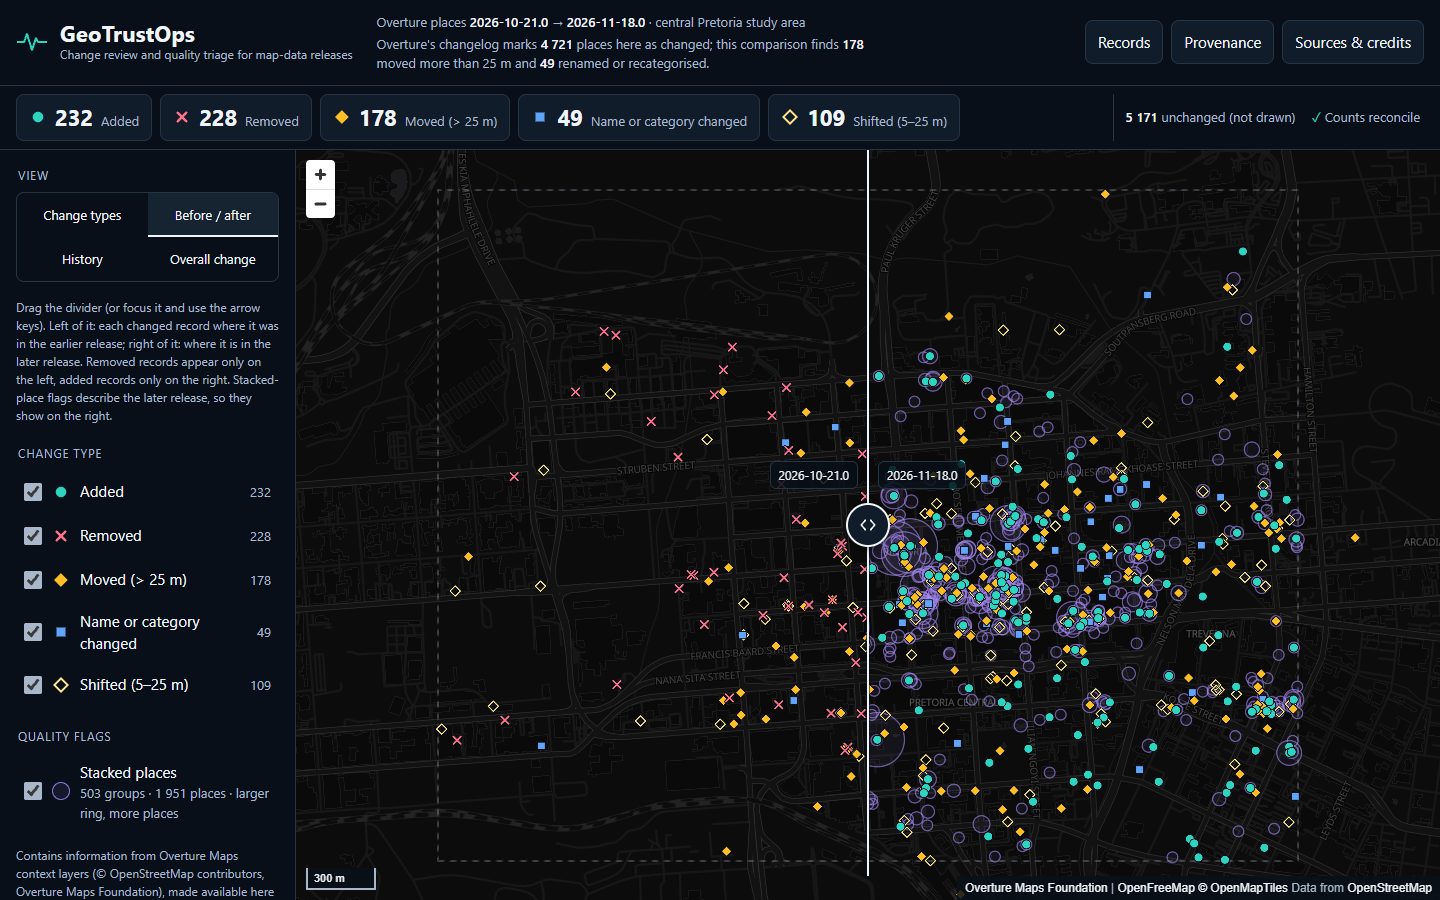 GeoTrustOps
Change review and quality triage for map-data releases
Overture places 2026-10-21.0 → 2026-11-18.0 · central Pretoria study area
Overture's changelog marks 4 721 places here as changed; this comparison finds 178
moved more than 25 m and 49 renamed or recategorised.
Records
Provenance
Sources & credits
232 Added
228 Removed
178 Moved (> 25 m)
49 Name or category changed
109 Shifted (5–25 m)
5 171 unchanged (not drawn)
✓ Counts reconcile
VIEW
Change types
Before / after
History
Overall change
Drag the divider (or focus it and use the arrow
keys). Left of it: each changed record where it was
in the earlier release; right of it: where it is in the
later release. Removed records appear only on
the left, added records only on the right. Stacked-
place flags describe the later release, so they
show on the right.
CHANGE TYPE
Added 232
Removed 228
Moved (> 25 m) 178
Name or category
changed 49
Shifted (5–25 m) 109
QUALITY FLAGS
Stacked places
503 groups · 1 951 places · larger
ring, more places
Contains information from Overture Maps
context layers (© OpenStreetMap contributors,
Overture Maps Foundation), made available here
+
−
PAUL KRUGER STREET
SOUTPANSBERG ROAD
HAMILTON STREET
STRUBEN STREET
2026-10-21.0
2026-11-18.0
FRANCIS BAARD STREET
NANA SITA STREET
PRETORIA CENTRAL
LEYDS STREET
300 m
Overture Maps Foundation | OpenFreeMap © OpenMapTiles Data from OpenStreetMap